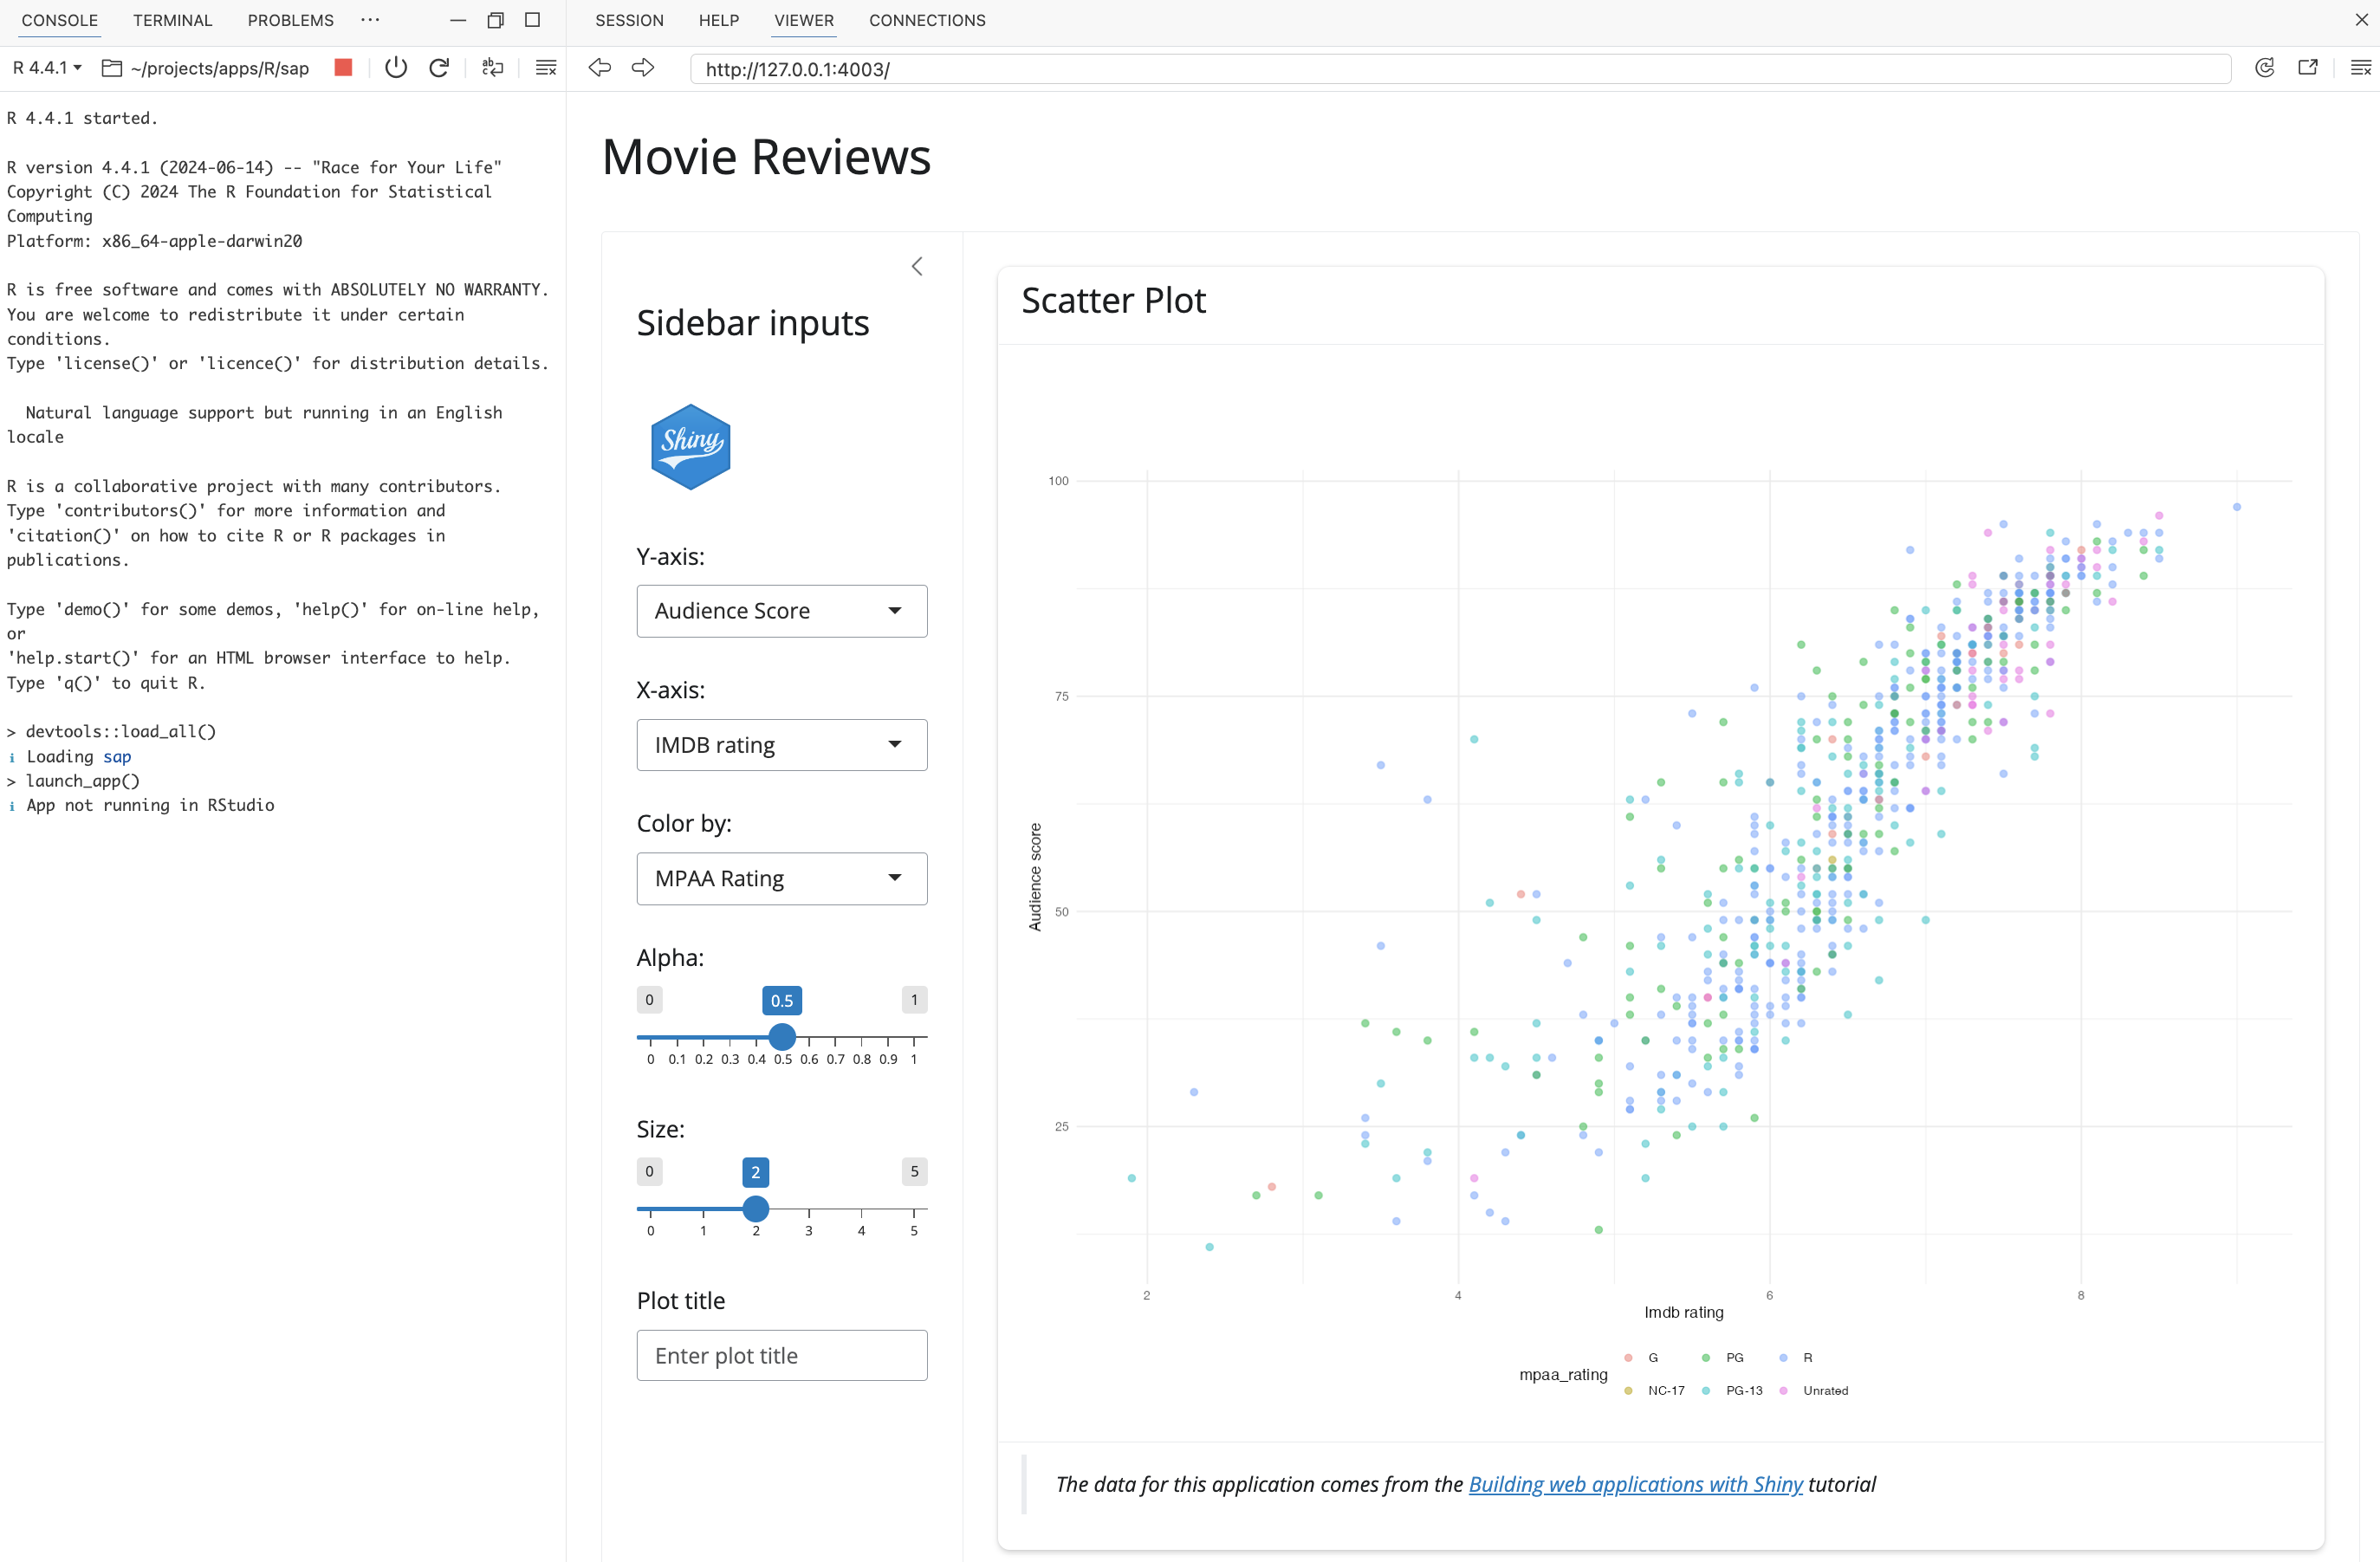 CONSOLE TERMINAL PROBLEMS ···
SESSION HELP VIEWER CONNECTIONS
R 4.4.1 ~/projects/apps/R/sap
http://127.0.0.1:4003/
R 4.4.1 started.
R version 4.4.1 (2024-06-14) -- "Race for Your Life"
Copyright (C) 2024 The R Foundation for Statistical
Computing
Platform: x86_64-apple-darwin20
R is free software and comes with ABSOLUTELY NO WARRANTY.
You are welcome to redistribute it under certain
conditions.
Type 'license()' or 'licence()' for distribution details.
Natural language support but running in an English
locale
R is a collaborative project with many contributors.
Type 'contributors()' for more information and
'citation()' on how to cite R or R packages in
publications.
Type 'demo()' for some demos, 'help()' for on-line help,
or
'help.start()' for an HTML browser interface to help.
Type 'q()' to quit R.
> devtools::load_all()
ℹ Loading sap
> launch_app()
ℹ App not running in RStudio
Movie Reviews
Sidebar inputs
Shiny
Y-axis:
Audience Score
X-axis:
IMDB rating
Color by:
MPAA Rating
Alpha:
0 0.5 1
0 0.1 0.2 0.3 0.4 0.5 0.6 0.7 0.8 0.9 1
Size:
0 2 5
0 1 2 3 4 5
Plot title
Enter plot title
Scatter Plot
100
75
50
25
Audience score
2 4 6 8
Imdb rating
mpaa_rating
G PG R
NC-17 PG-13 Unrated
The data for this application comes from the Building web applications with Shiny tutorial